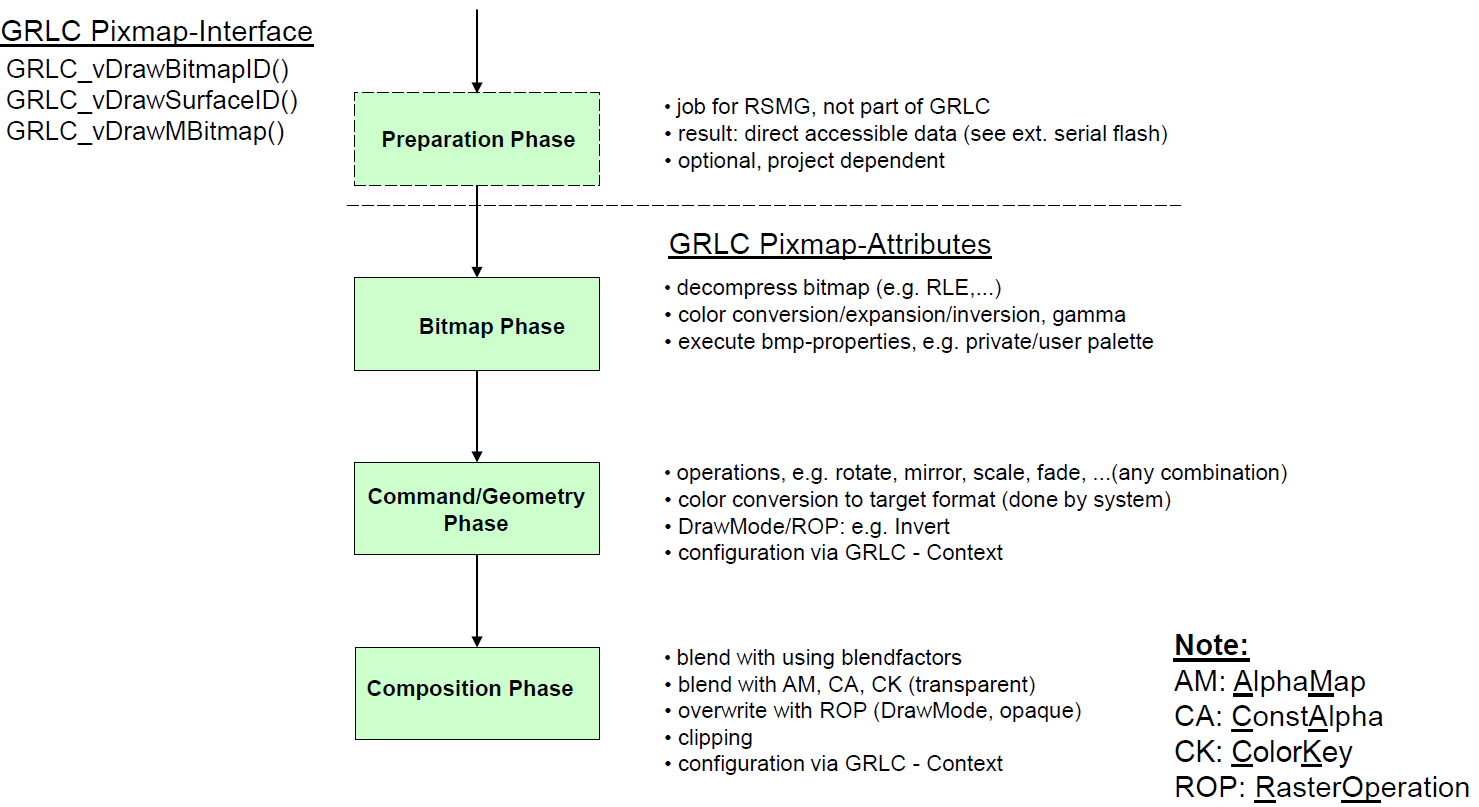 GRLC Pixmap-Interface
GRLC_vDrawBitmapID()
GRLC_vDrawSurfaceID()
GRLC_vDrawMBitmap()
Preparation Phase
• job for RSMG, not part of GRLC
• result: direct accessible data (see ext. serial flash)
• optional, project dependent
GRLC Pixmap-Attributes
Bitmap Phase
• decompress bitmap (e.g. RLE,...)
• color conversion/expansion/inversion, gamma
• execute bmp-properties, e.g. private/user palette
Command/Geometry
Phase
• operations, e.g. rotate, mirror, scale, fade, ...(any combination)
• color conversion to target format (done by system)
• DrawMode/ROP: e.g. Invert
• configuration via GRLC - Context
Composition Phase
• blend with using blendfactors
• blend with AM, CA, CK (transparent)
• overwrite with ROP (DrawMode, opaque)
• clipping
• configuration via GRLC - Context
Note:
AM: AlphaMap
CA: ConstAlpha
CK: ColorKey
ROP: RasterOperation